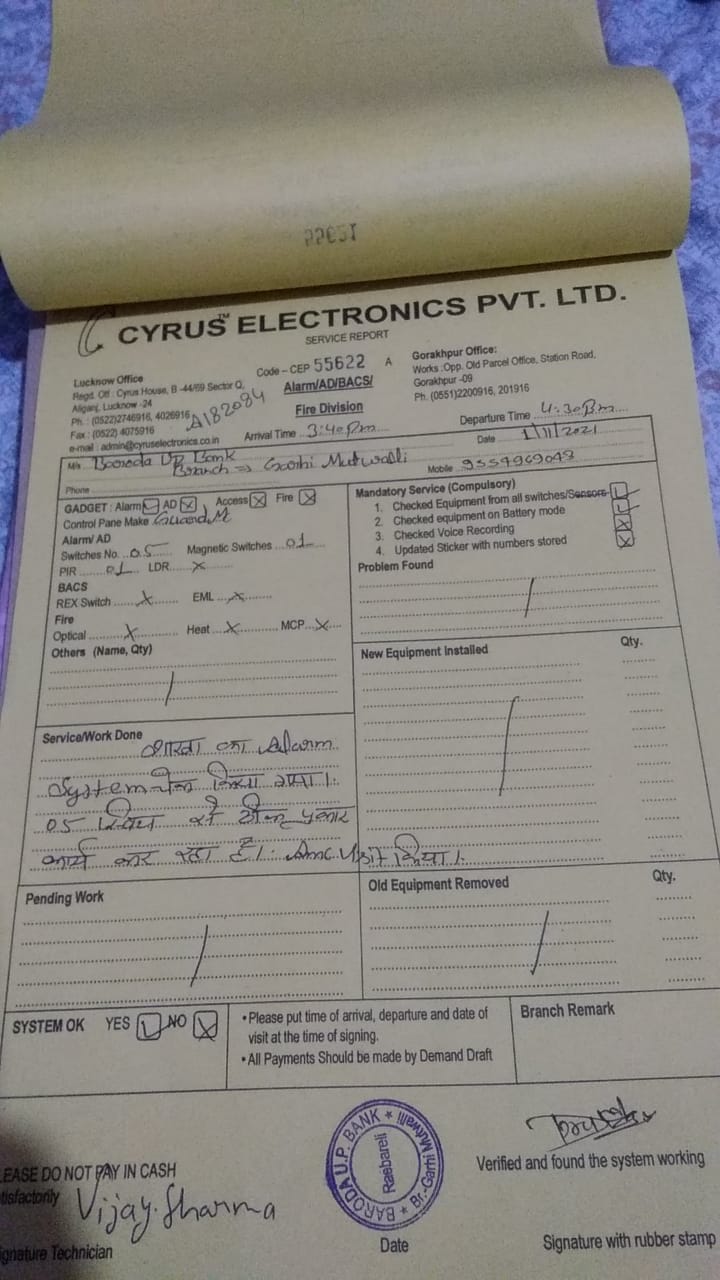 CYRUS™ ELECTRONICS PVT. LTD.
SERVICE REPORT
Lucknow Office
Regd. Off : Cyrus House, B -44/69 Sector Q,
Aliganj, Lucknow -24
Ph. : (0522)2746916, 4026916
Fax : (0522) 4075916
e-mail : admin@cyruselectronics.co.in
A182084
Code – CEP 55622 A
Alarm/AD/BACS/
Fire Division
Gorakhpur Office:
Works :Opp. Old Parcel Office, Station Road,
Gorakhpur -09
Ph. (0551)2200916, 201916
Arrival Time 3:40 Pm
Departure Time 4:30 Pm
M/s Baroda UP Bank
Date 1/11/2021
Branch ⇒ Garhi Mutwalli
Phone
Mobile 9554969048
GADGET : Alarm AD X Access X Fire X
Control Pane Make Guard M
Alarm/ AD
Switches No. 05 Magnetic Switches 01
PIR 01 LDR X
BACS
REX Switch X EML X
Fire
Optical X Heat X MCP X
Others (Name, Qty)
Mandatory Service (Compulsory)
1. Checked Equipment from all switches/Sensors
2. Checked equipment on Battery mode
3. Checked Voice Recording X
4. Updated Sticker with numbers stored X
Problem Found
New Equipment Installed Qty.
Service/Work Done
शाखा का Alarm
System चेक किया गया।
05 स्विच से ठीक प्रकार
कार्य कर रहा है। Amc Visit किया।
Pending Work
Old Equipment Removed Qty.
SYSTEM OK YES NO X
• Please put time of arrival, departure and date of
visit at the time of signing.
• All Payments Should be made by Demand Draft
Branch Remark
LEASE DO NOT PAY IN CASH
tisfactorily
Vijay Sharma
ignature Technician
BARODA U.P. BANK * Br.-Garhi Mutwalli * BARODA
Raebareli
Date
Verified and found the system working
Signature with rubber stamp